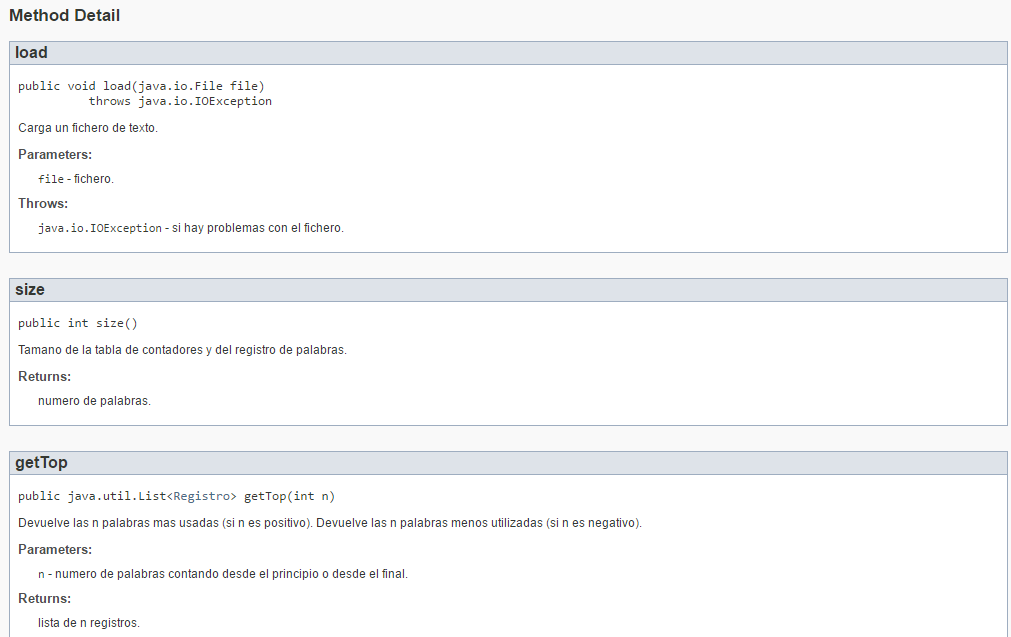 Method Detail
load
public void load(java.io.File file)
throws java.io.IOException
Carga un fichero de texto.
Parameters:
file - fichero.
Throws:
java.io.IOException - si hay problemas con el fichero.
size
public int size()
Tamano de la tabla de contadores y del registro de palabras.
Returns:
numero de palabras.
getTop
public java.util.List<Registro> getTop(int n)
Devuelve las n palabras mas usadas (si n es positivo). Devuelve las n palabras menos utilizadas (si n es negativo).
Parameters:
n - numero de palabras contando desde el principio o desde el final.
Returns:
lista de n registros.